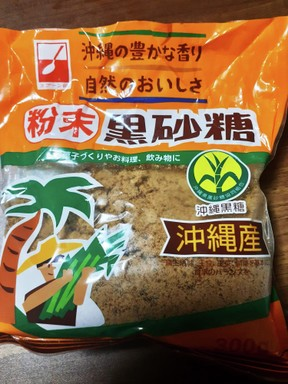 沖縄の豊かな香り
自然のおいしさ
粉末 黒砂糖
子づくりやお料理、飲み物に
沖縄黒糖
沖縄産
300g